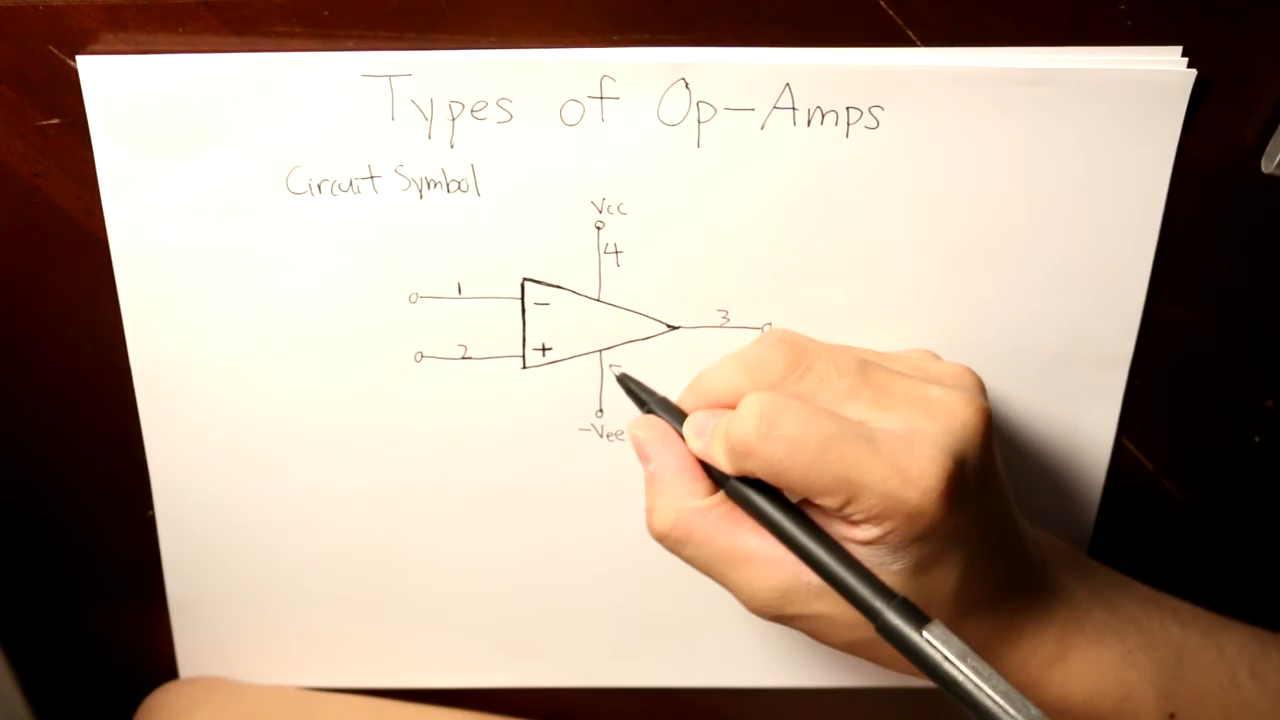 Types of Op-Amps
Circuit Symbol
Vcc
4
1
−
3
2
+
-Vee